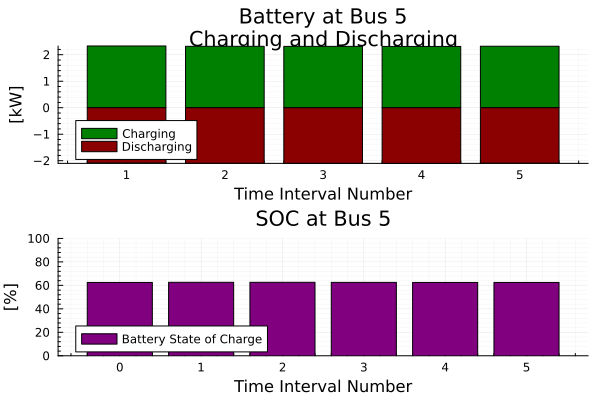 Battery at Bus 5
Charging and Discharging
[kW]
2
1
0
−1
−2
Charging
Discharging
1 2 3 4 5
Time Interval Number
SOC at Bus 5
[%]
100
80
60
40
20
0
Battery State of Charge
0 1 2 3 4 5
Time Interval Number